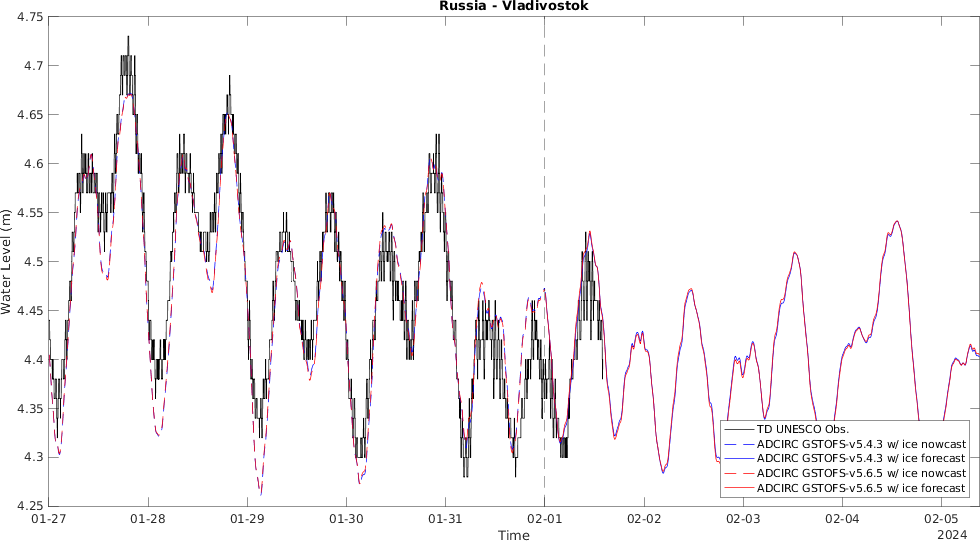 Russia - Vladivostok
4.75
4.7
4.65
4.6
4.55
4.5
4.45
4.4
4.35
4.3
4.25
Water Level (m)
TD UNESCO Obs.
ADCIRC GSTOFS-v5.4.3 w/ ice nowcast
ADCIRC GSTOFS-v5.4.3 w/ ice forecast
ADCIRC GSTOFS-v5.6.5 w/ ice nowcast
ADCIRC GSTOFS-v5.6.5 w/ ice forecast
01-27 01-28 01-29 01-30 01-31 02-01 02-02 02-03 02-04 02-05
Time
2024